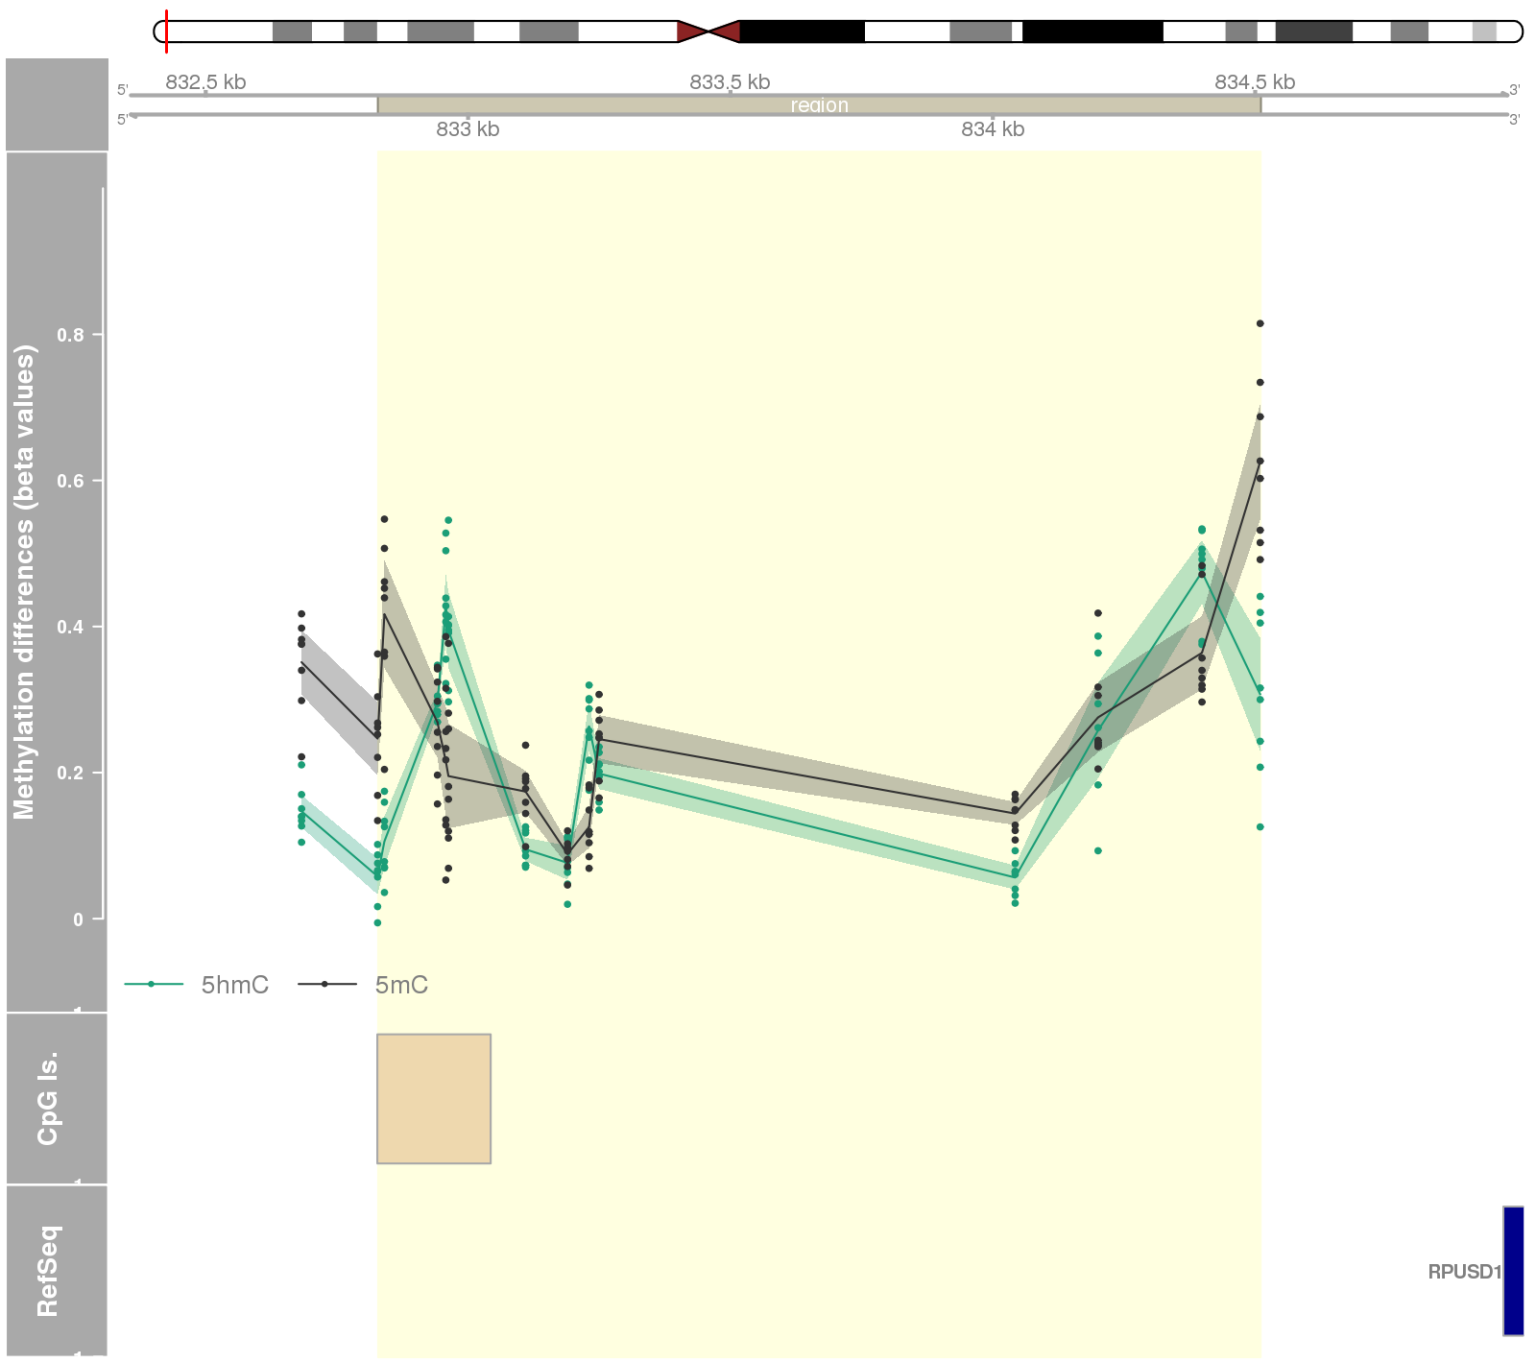 832.5 kb
833.5 kb
834.5 kb
5'
3'
region
5'
3'
833 kb
834 kb
Methylation differences (beta values)
0.8
0.6
0.4
0.2
0
5hmC
5mC
CpG Is.
RefSeq
RPUSD1